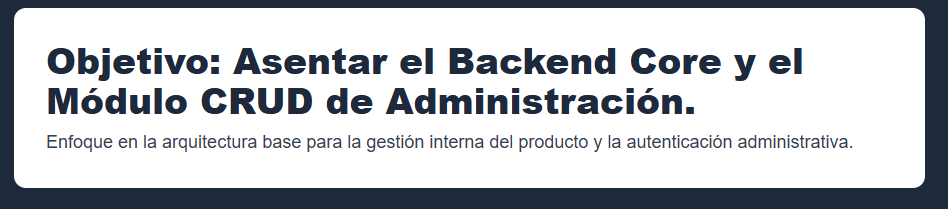 Objetivo: Asentar el Backend Core y el
Módulo CRUD de Administración.
Enfoque en la arquitectura base para la gestión interna del producto y la autenticación administrativa.